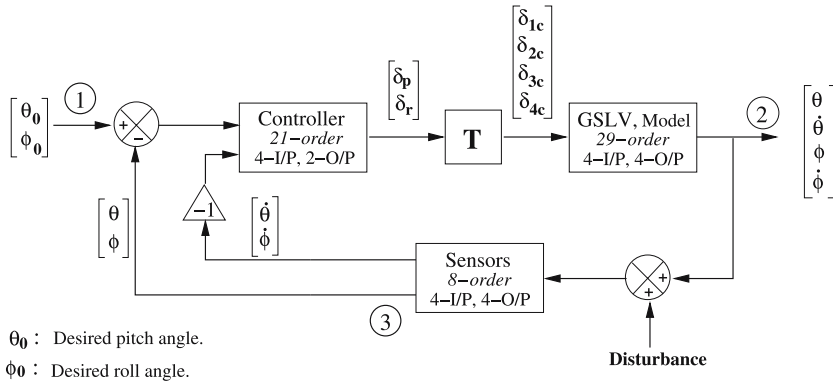 1
[θ₀
ϕ₀]
+
−
Controller
21−order
4−I/P, 2−O/P
[δp
δr]
T
[δ1c
δ2c
δ3c
δ4c]
GSLV, Model
29−order
4−I/P, 4−O/P
2
[θ
θ̇
ϕ
ϕ̇]
[θ
ϕ]
−1
[θ̇
ϕ̇]
Sensors
8−order
4−I/P, 4−O/P
+
+
3
Disturbance
θ₀ : Desired pitch angle.
ϕ₀ : Desired roll angle.